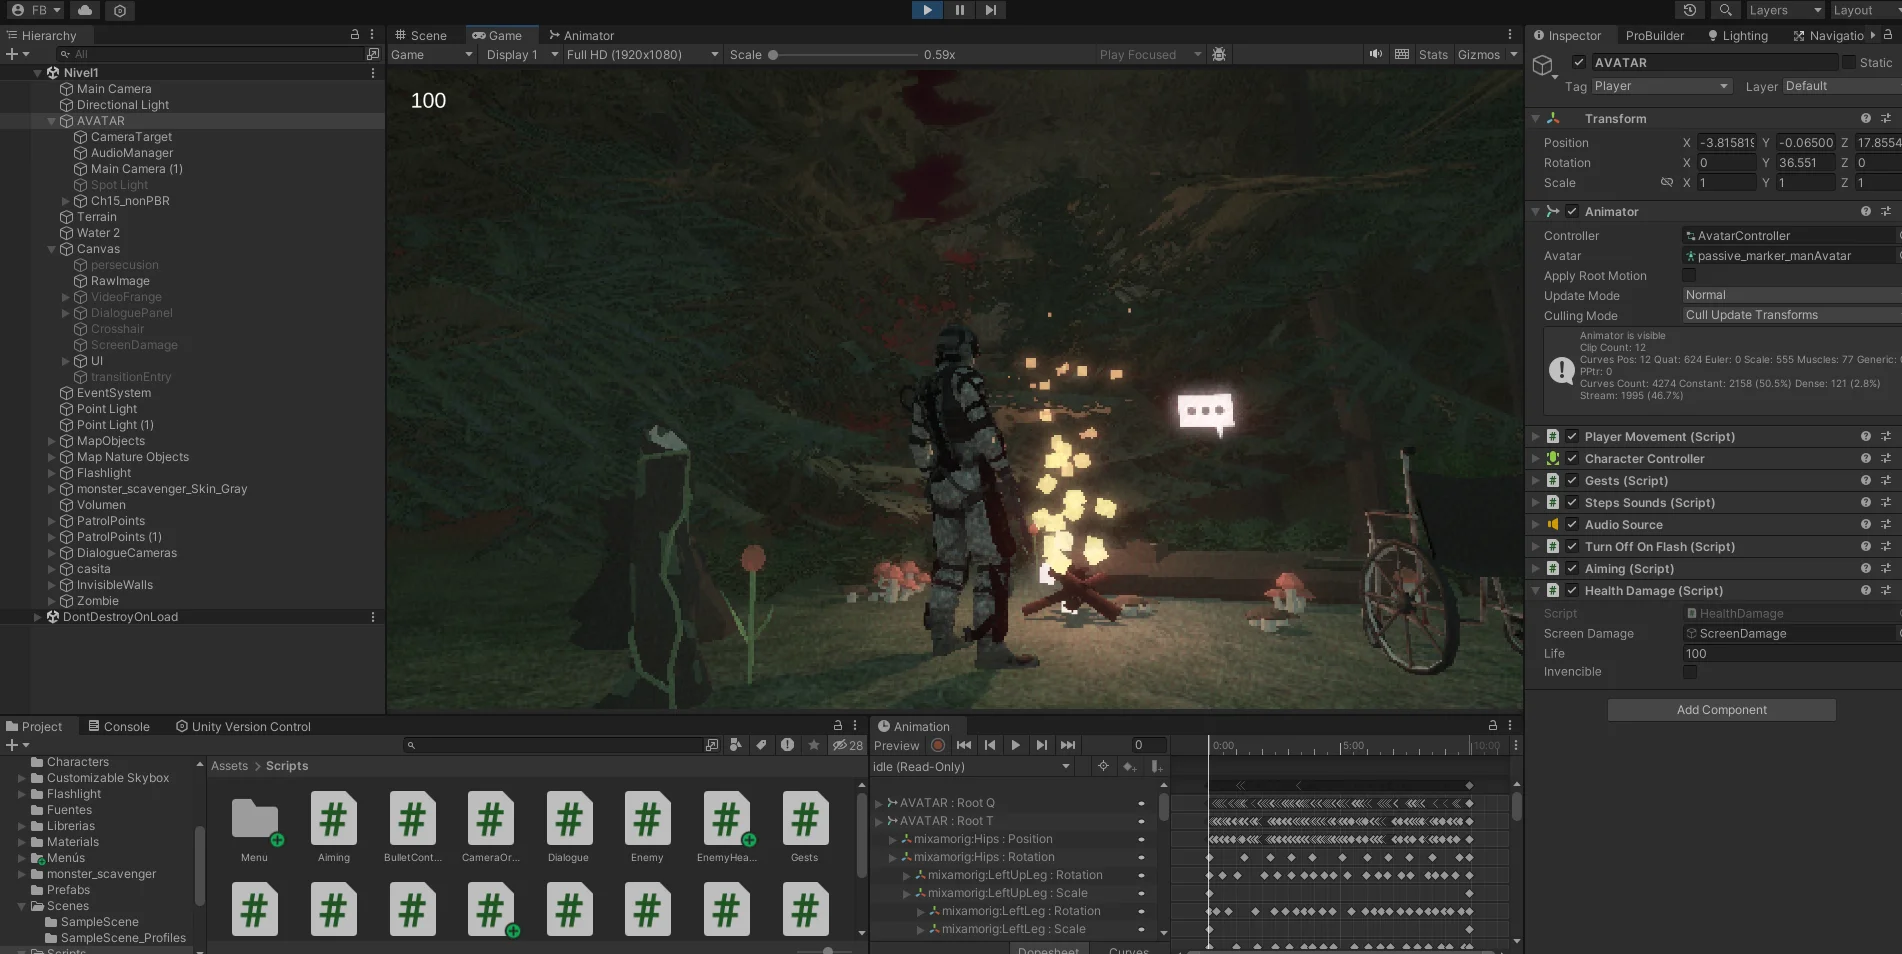 FB
Layers
Layout
Hierarchy
Scene
Game
Animator
Inspector
ProBuilder
Lighting
Navigatio
All
Game
Display 1
Full HD (1920x1080)
Scale
0.59x
Play Focused
Stats
Gizmos
AVATAR
Static
Tag
Player
Layer
Default
Nivel1
Main Camera
Directional Light
AVATAR
CameraTarget
AudioManager
Main Camera (1)
Spot Light
Ch15_nonPBR
Terrain
Water 2
Canvas
persecusion
RawImage
VideoFrange
DialoguePanel
Crosshair
ScreenDamage
UI
transitionEntry
EventSystem
Point Light
Point Light (1)
MapObjects
Map Nature Objects
Flashlight
monster_scavenger_Skin_Gray
Volumen
PatrolPoints
PatrolPoints (1)
DialogueCameras
casita
InvisibleWalls
Zombie
DontDestroyOnLoad
100
Transform
Position X -3.815819 Y -0.06500 Z 17.8554
Rotation X 0 Y 36.551 Z 0
Scale X 1 Y 1 Z 1
Animator
Controller AvatarController
Avatar passive_marker_manAvatar
Apply Root Motion
Update Mode Normal
Culling Mode Cull Update Transforms
Animator is visible
Clip Count: 12
Curves Pos: 12 Quat: 624 Euler: 0 Scale: 555 Muscles: 77 Generic:
PPtr: 0
Curves Count: 4274 Constant: 2158 (50.5%) Dense: 121 (2.8%)
Stream: 1995 (46.7%)
Player Movement (Script)
Character Controller
Gests (Script)
Steps Sounds (Script)
Audio Source
Turn Off On Flash (Script)
Aiming (Script)
Health Damage (Script)
Script HealthDamage
Screen Damage ScreenDamage
Life 100
Invencible
Add Component
Project
Console
Unity Version Control
28
Characters
Customizable Skybox
Flashlight
Fuentes
Librerias
Materials
Menús
monster_scavenger
Prefabs
Scenes
SampleScene
SampleScene_Profiles
Scripts
Assets > Scripts
Menu
Aiming
BulletCont...
CameraOr...
Dialogue
Enemy
EnemyHea...
Gests
Animation
Preview
0
0:00
5:00
10:00
idle (Read-Only)
AVATAR : Root Q
AVATAR : Root T
mixamorig:Hips : Position
mixamorig:Hips : Rotation
mixamorig:LeftUpLeg : Rotation
mixamorig:LeftUpLeg : Scale
mixamorig:LeftLeg : Rotation
mixamorig:LeftLeg : Scale
Dopesheet
Curves